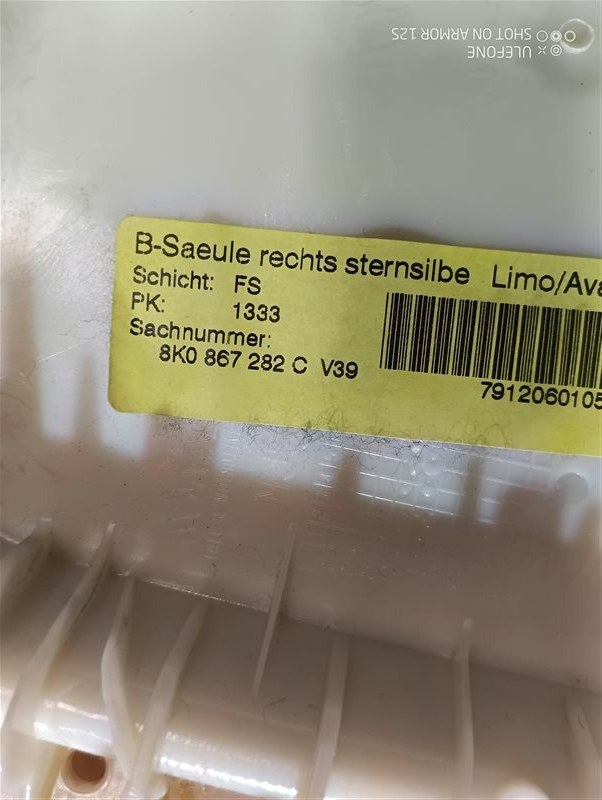 SHOT ON ARMOR 12S
ULEFONE
B-Saeule rechts sternsilbe Limo/Ava
Schicht: FS
PK: 1333
Sachnummer:
8K0 867 282 C V39
7912060105